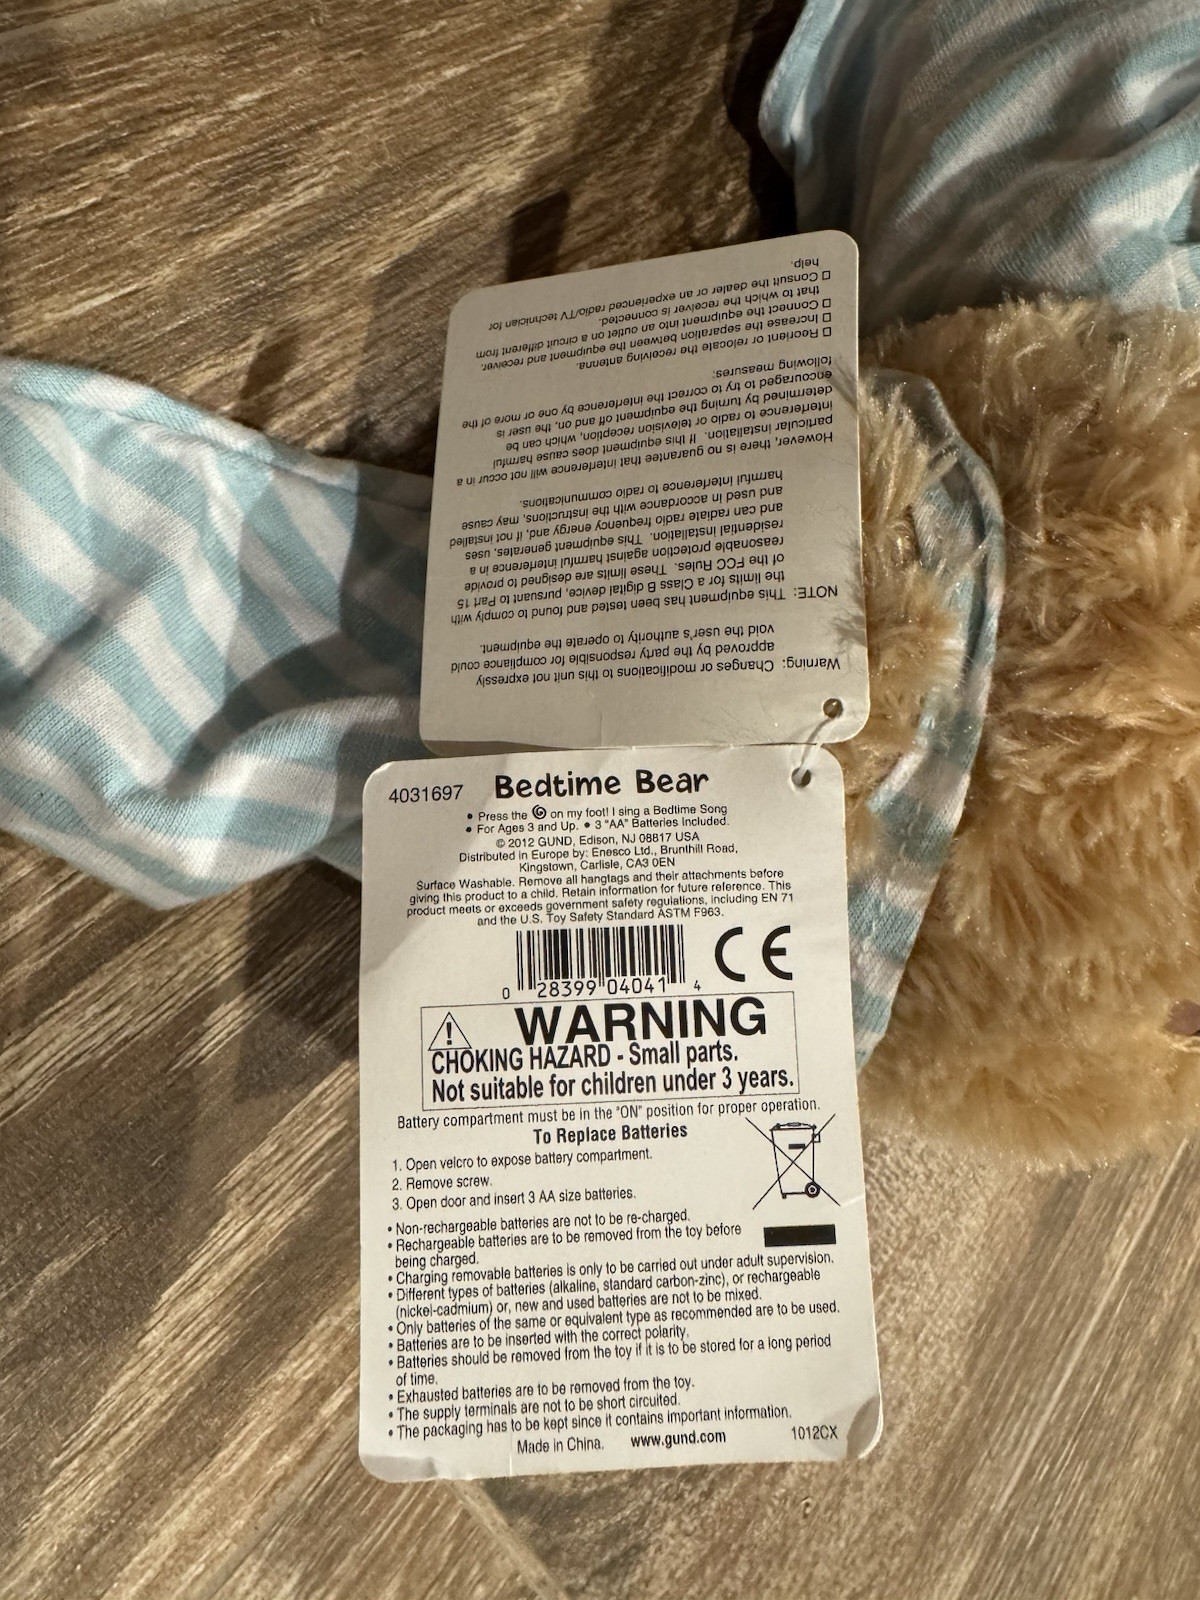 4031697 Bedtime Bear
• Press the on my foot! I sing a Bedtime Song
• For Ages 3 and Up. • 3 "AA" Batteries Included.
© 2012 GUND, Edison, NJ 08817 USA
Distributed in Europe by: Enesco Ltd., Brunthill Road,
Kingstown, Carlisle, CA3 0EN
Surface Washable. Remove all hangtags and their attachments before
giving this product to a child. Retain information for future reference. This
product meets or exceeds government safety regulations, including EN 71
and the U.S. Toy Safety Standard ASTM F963.
CE
0 28399 04041 4
WARNING
CHOKING HAZARD - Small parts.
Not suitable for children under 3 years.
Battery compartment must be in the "ON" position for proper operation.
To Replace Batteries
1. Open velcro to expose battery compartment.
2. Remove screw.
3. Open door and insert 3 AA size batteries.
• Non-rechargeable batteries are not to be re-charged.
• Rechargeable batteries are to be removed from the toy before
being charged.
• Charging removable batteries is only to be carried out under adult supervision.
• Different types of batteries (alkaline, standard carbon-zinc), or rechargeable
(nickel-cadmium) or, new and used batteries are not to be mixed.
• Only batteries of the same or equivalent type as recommended are to be used.
• Batteries are to be inserted with the correct polarity.
• Batteries should be removed from the toy if it is to be stored for a long period
of time.
• Exhausted batteries are to be removed from the toy.
• The supply terminals are not to be short circuited.
• The packaging has to be kept since it contains important information.
Made in China. www.gund.com 1012CX
Warning: Changes or modifications to this unit not expressly
approved by the party responsible for compliance could
void the user's authority to operate the equipment.
NOTE: This equipment has been tested and found to comply with
the limits for a Class B digital device, pursuant to Part 15
of the FCC Rules. These limits are designed to provide
reasonable protection against harmful interference in a
residential installation. This equipment generates, uses
and can radiate radio frequency energy and, if not installed
and used in accordance with the instructions, may cause
harmful interference to radio communications.
However, there is no guarantee that interference will not occur in a
particular installation. If this equipment does cause harmful
interference to radio or television reception, which can be
determined by turning the equipment off and on, the user is
encouraged to try to correct the interference by one or more of the
following measures:
☐ Reorient or relocate the receiving antenna.
☐ Increase the separation between the equipment and receiver.
☐ Connect the equipment into an outlet on a circuit different from
that to which the receiver is connected.
☐ Consult the dealer or an experienced radio/TV technician for
help.